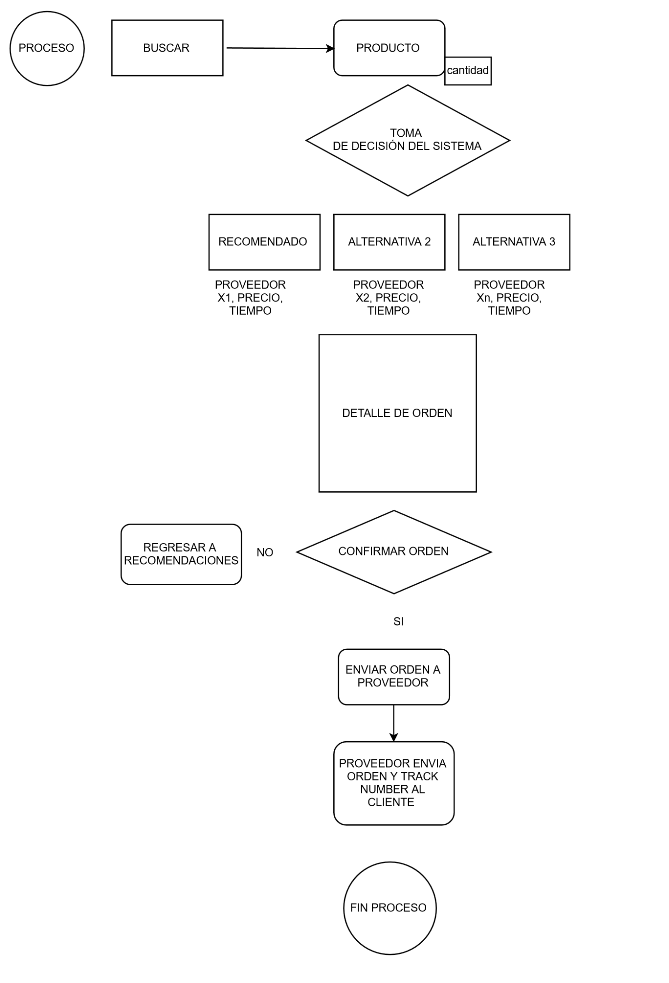 PROCESO
BUSCAR
PRODUCTO
cantidad
TOMA
DE DECISIÓN DEL SISTEMA
RECOMENDADO
ALTERNATIVA 2
ALTERNATIVA 3
PROVEEDOR
X1, PRECIO,
TIEMPO
PROVEEDOR
X2, PRECIO,
TIEMPO
PROVEEDOR
Xn, PRECIO,
TIEMPO
DETALLE DE ORDEN
REGRESAR A
RECOMENDACIONES
NO
CONFIRMAR ORDEN
SI
ENVIAR ORDEN A
PROVEEDOR
PROVEEDOR ENVIA
ORDEN Y TRACK
NUMBER AL
CLIENTE
FIN PROCESO